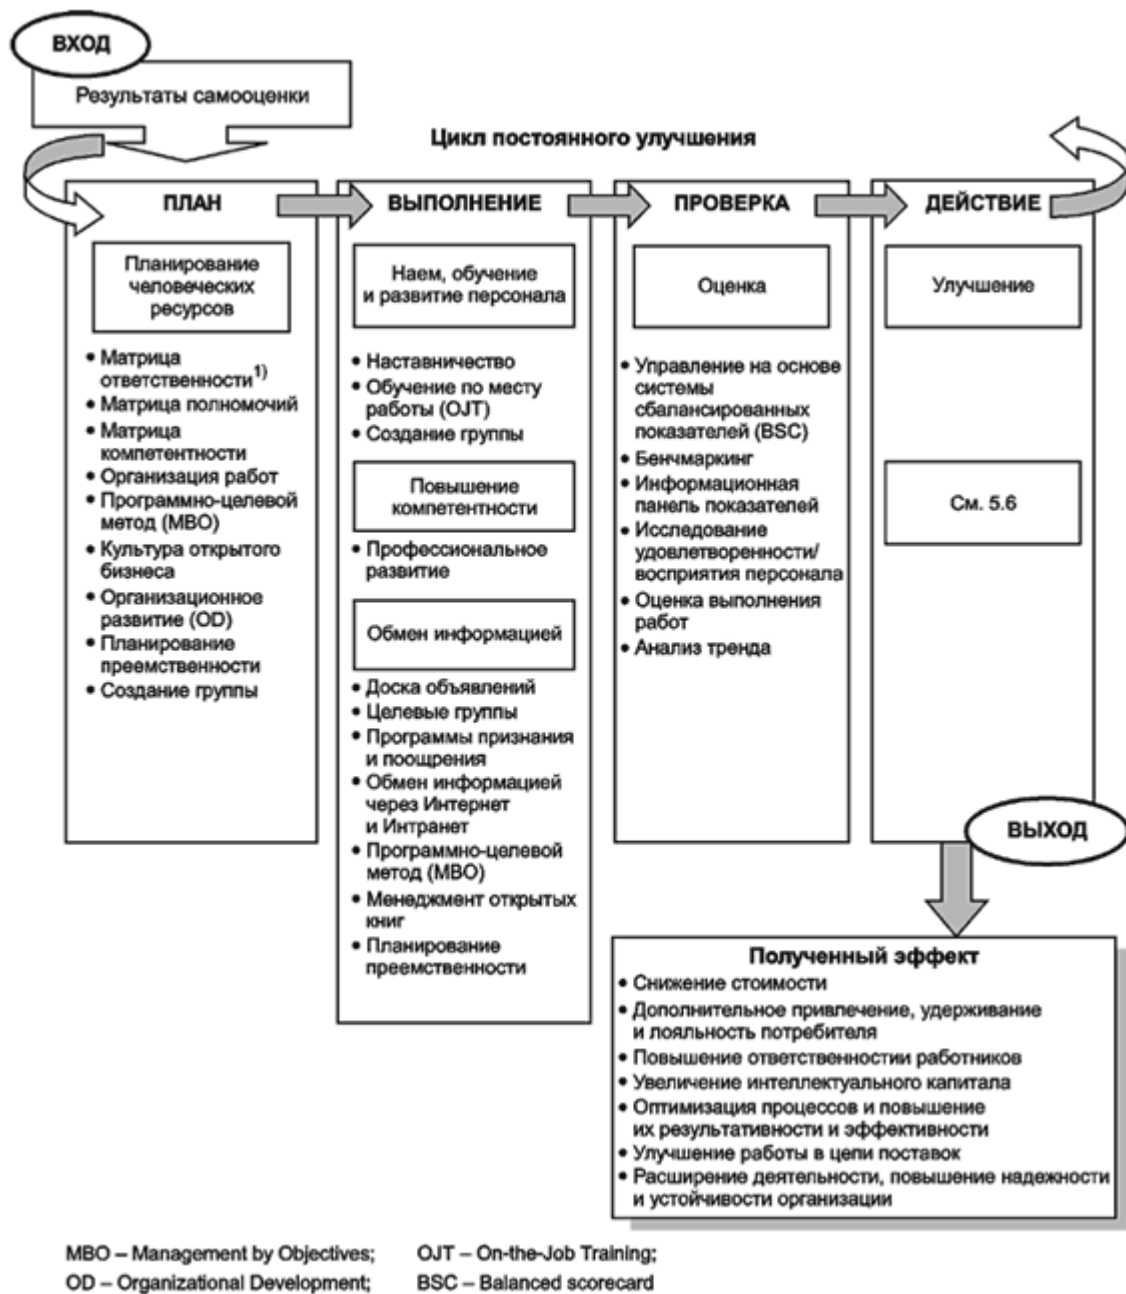 ВХОД
Результаты самооценки
Цикл постоянного улучшения
ПЛАН
Планирование
человеческих
ресурсов
• Матрица
ответственности1)
• Матрица полномочий
• Матрица
компетентности
• Организация работ
• Программно-целевой
метод (MBO)
• Культура открытого
бизнеса
• Организационное
развитие (OD)
• Планирование
преемственности
• Создание группы
ВЫПОЛНЕНИЕ
Наем, обучение
и развитие персонала
• Наставничество
• Обучение по месту
работы (OJT)
• Создание группы
Повышение
компетентности
• Профессиональное
развитие
Обмен информацией
• Доска объявлений
• Целевые группы
• Программы признания
и поощрения
• Обмен информацией
через Интернет
и Интранет
• Программно-целевой
метод (MBO)
• Менеджмент открытых
книг
• Планирование
преемственности
ПРОВЕРКА
Оценка
• Управление на основе
системы
сбалансированных
показателей (BSC)
• Бенчмаркинг
• Информационная
панель показателей
• Исследование
удовлетворенности/
восприятия персонала
• Оценка выполнения
работ
• Анализ тренда
ДЕЙСТВИЕ
Улучшение
См. 5.6
ВЫХОД
Полученный эффект
• Снижение стоимости
• Дополнительное привлечение, удерживание
и лояльность потребителя
• Повышение ответственностии работников
• Увеличение интеллектуального капитала
• Оптимизация процессов и повышение
их результативности и эффективности
• Улучшение работы в цепи поставок
• Расширение деятельности, повышение надежности
и устойчивости организации
MBO – Management by Objectives; OJT – On-the-Job Training;
OD – Organizational Development; BSC – Balanced scorecard